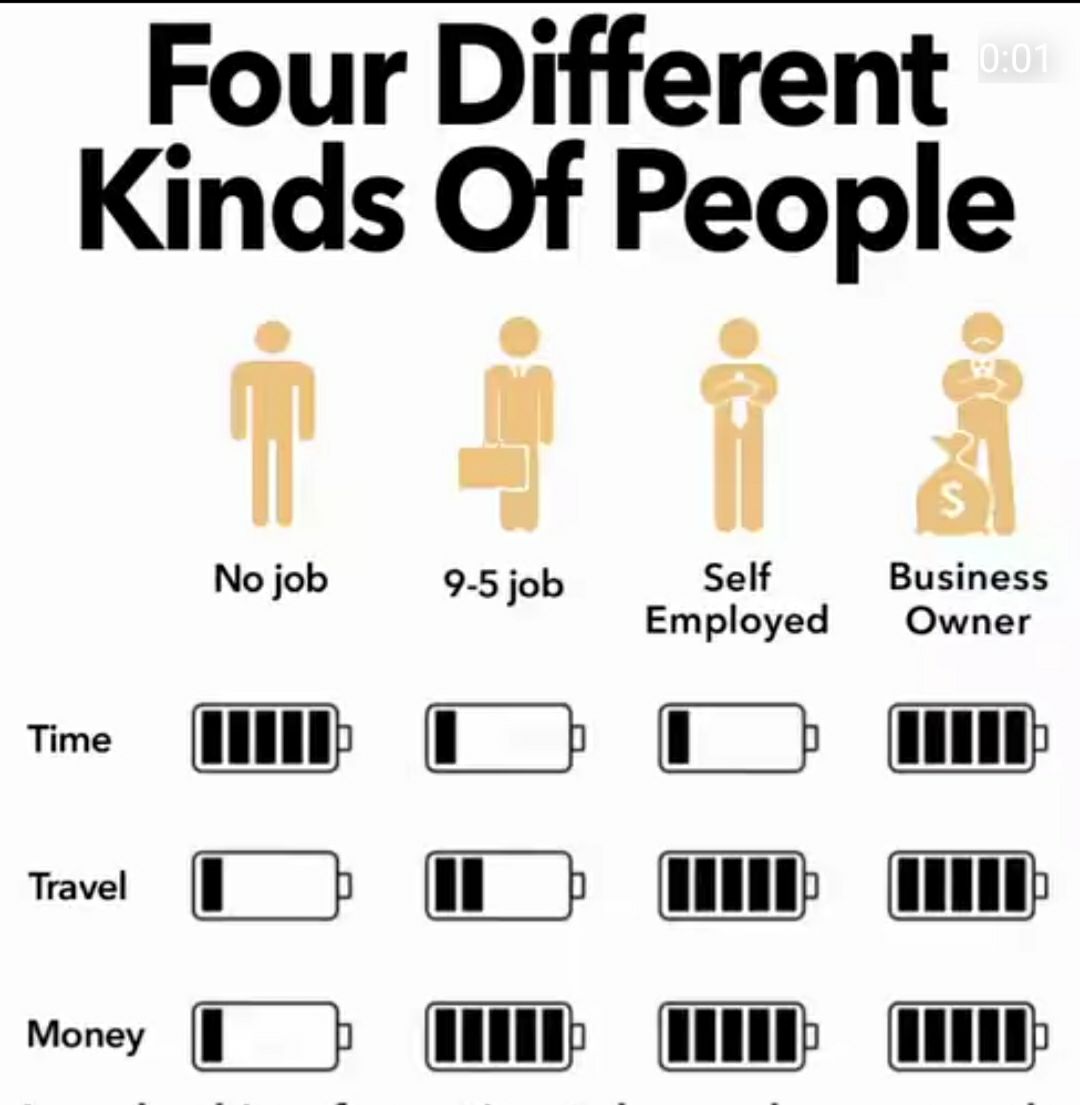 Four Different
0:01
Kinds Of People
$
No job
9-5 job
Self
Employed
Business
Owner
Time
Travel
Money